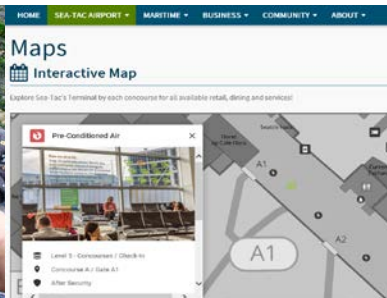 HOME SEA-TAC AIRPORT MARITIME BUSINESS COMMUNITY ABOUT
Maps
Interactive Map
Explore Sea-Tac's Terminal by each concourse for all available retail, dining and services!
Pre-Conditioned Air
Level 3 - Concourses / Check-In
Concourse A / Gate A1
After Security
A1
A1
A2